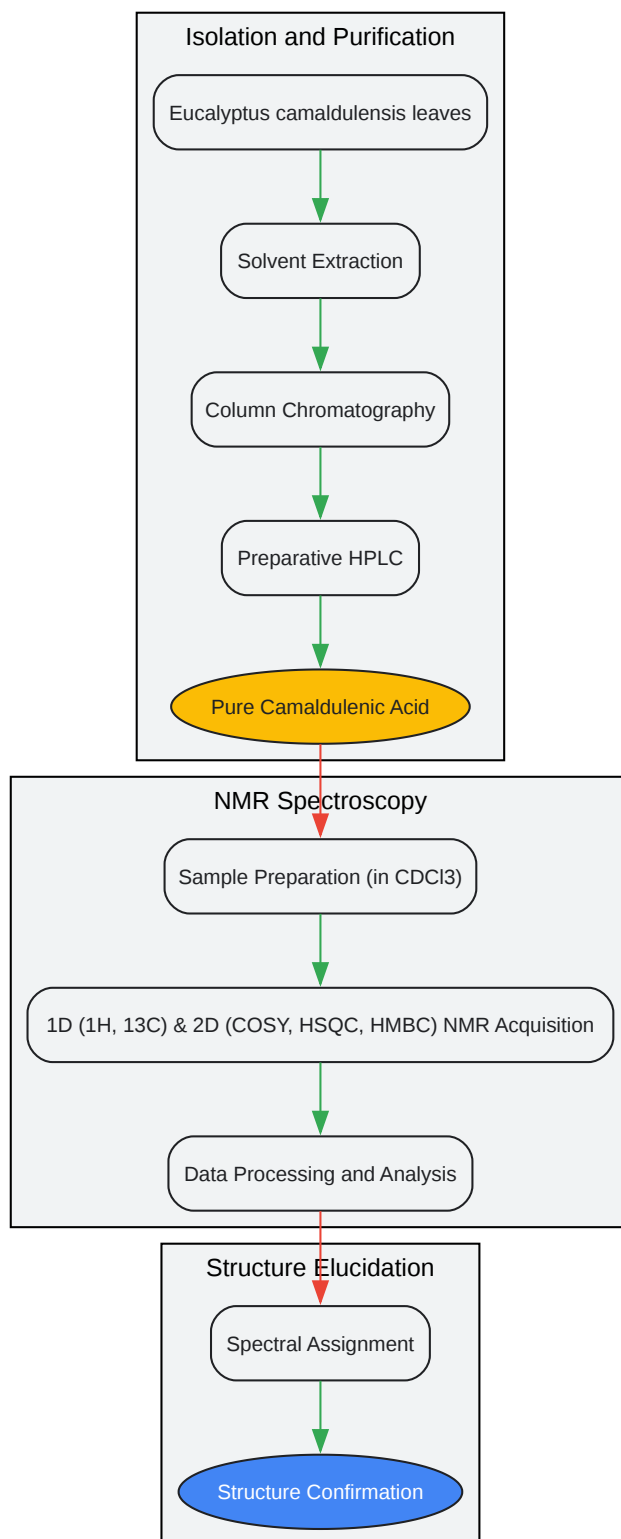 Isolation and Purification
Eucalyptus camaldulensis leaves
Solvent Extraction
Column Chromatography
Preparative HPLC
Pure Camaldulenic Acid
NMR Spectroscopy
Sample Preparation (in CDCl3)
1D (1H, 13C) & 2D (COSY, HSQC, HMBC) NMR Acquisition
Data Processing and Analysis
Structure Elucidation
Spectral Assignment
Structure Confirmation